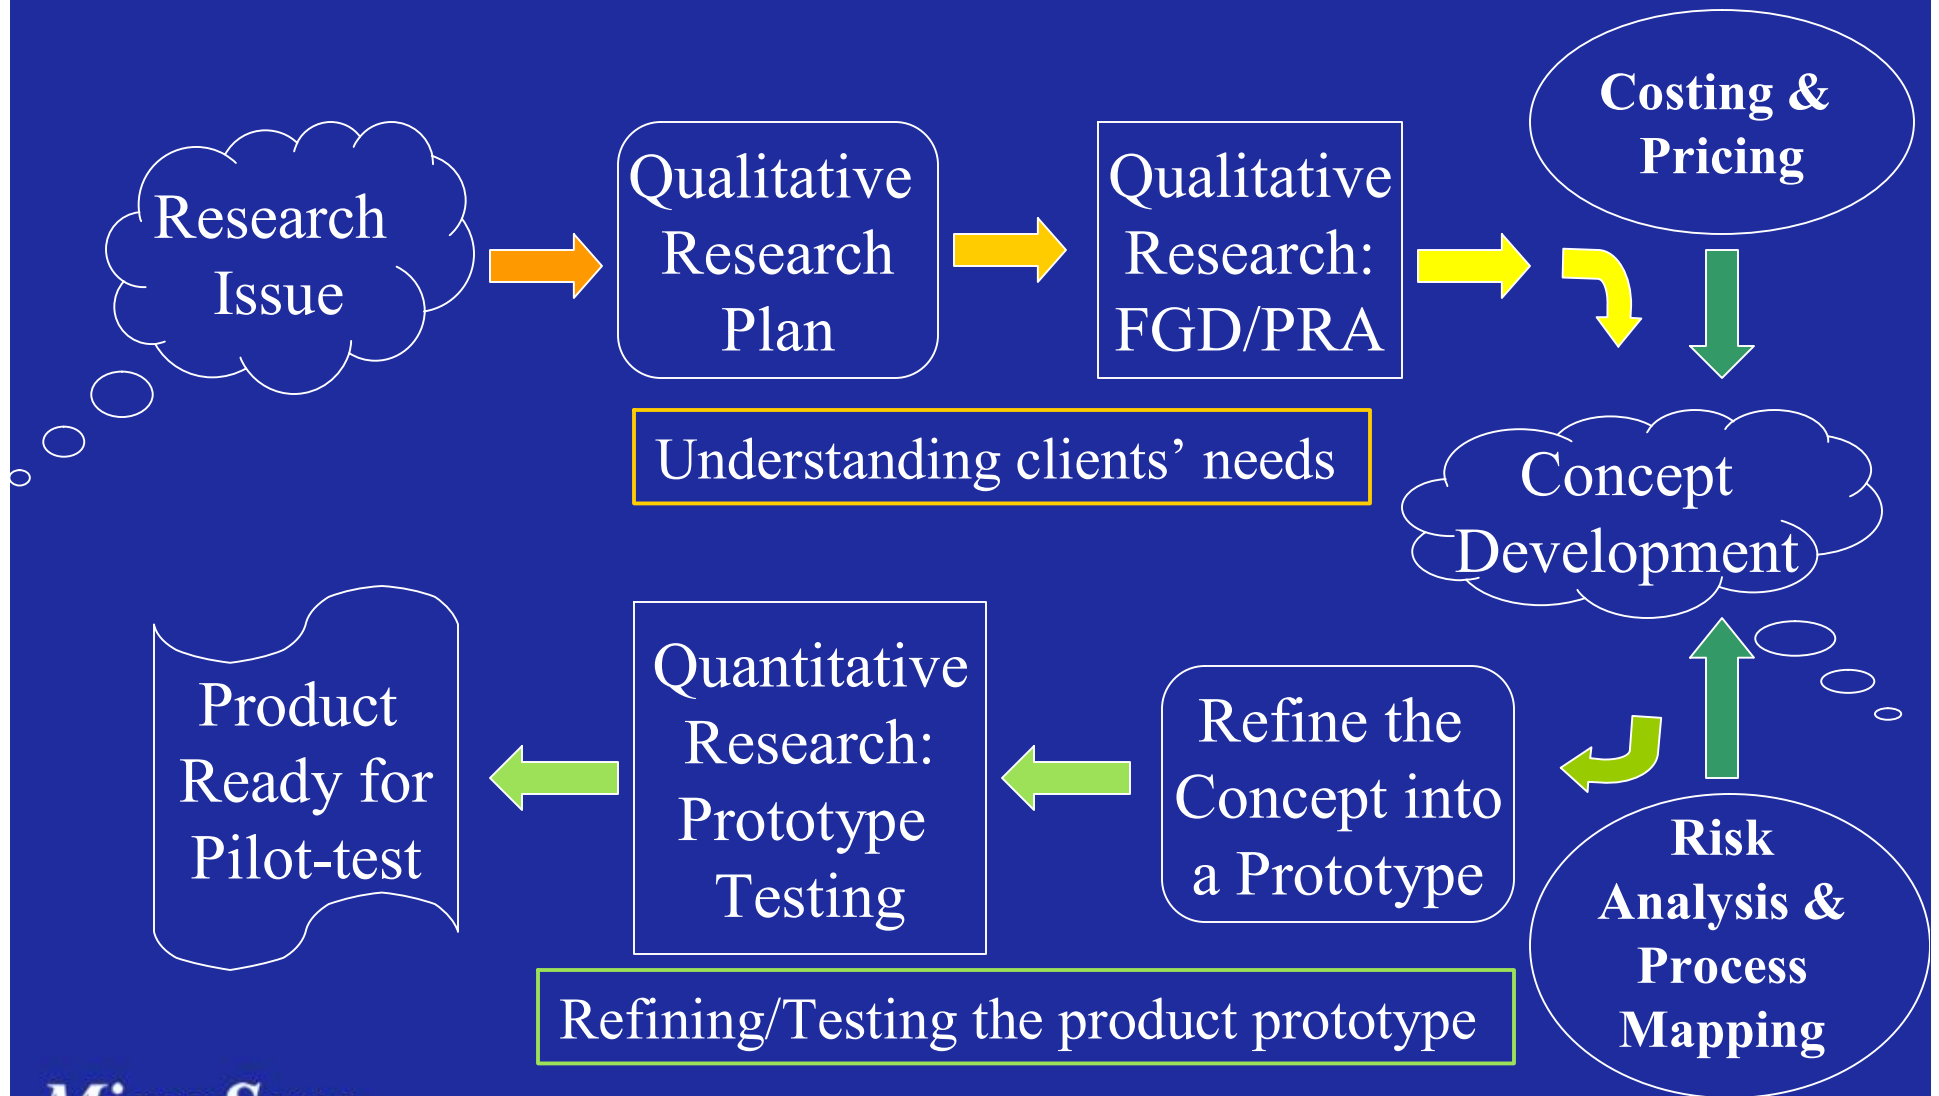 Research
Issue
Qualitative
Research
Plan
Qualitative
Research:
FGD/PRA
Costing &
Pricing
Understanding clients’ needs
Concept
Development
Risk
Analysis &
Process
Mapping
Refine the
Concept into
a Prototype
Quantitative
Research:
Prototype
Testing
Product
Ready for
Pilot-test
Refining/Testing the product prototype